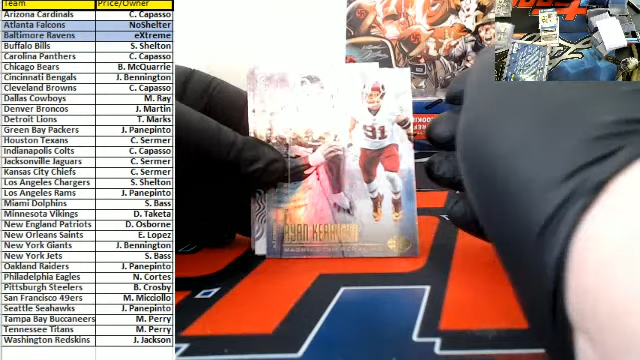 Team Price/Owner
Arizona Cardinals C. Capasso
Atlanta Falcons NoShelter
Baltimore Ravens eXtreme
Buffalo Bills S. Shelton
Carolina Panthers C. Capasso
Chicago Bears B. McQuarrie
Cincinnati Bengals J. Bennington
Cleveland Browns C. Capasso
Dallas Cowboys M. Ray
Denver Broncos J. Martin
Detroit Lions T. Marks
Green Bay Packers J. Panepinto
Houston Texans C. Sermer
Indianapolis Colts C. Capasso
Jacksonville Jaguars C. Sermer
Kansas City Chiefs C. Sermer
Los Angeles Chargers S. Shelton
Los Angeles Rams J. Panepinto
Miami Dolphins S. Bass
Minnesota Vikings D. Taketa
New England Patriots D. Osborne
New Orleans Saints E. Lopez
New York Giants J. Bennington
New York Jets S. Bass
Oakland Raiders J. Panepinto
Philadelphia Eagles N. Cortes
Pittsburgh Steelers B. Crosby
San Francisco 49ers M. Micciollo
Seattle Seahawks J. Panepinto
Tampa Bay Buccaneers M. Perry
Tennessee Titans M. Perry
Washington Redskins J. Jackson
91
RYAN KERRIGAN
WASHINGTON REDSKINS